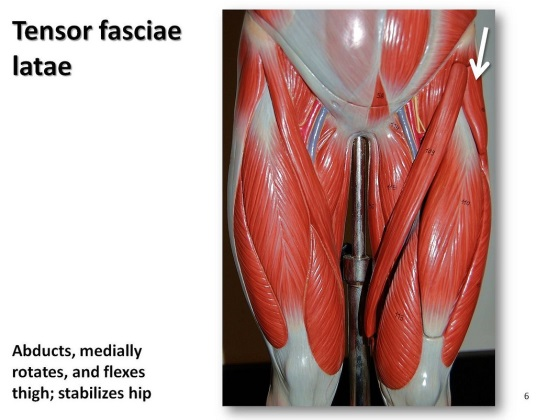 Tensor fasciae
latae
Abducts, medially
rotates, and flexes
thigh; stabilizes hip
6